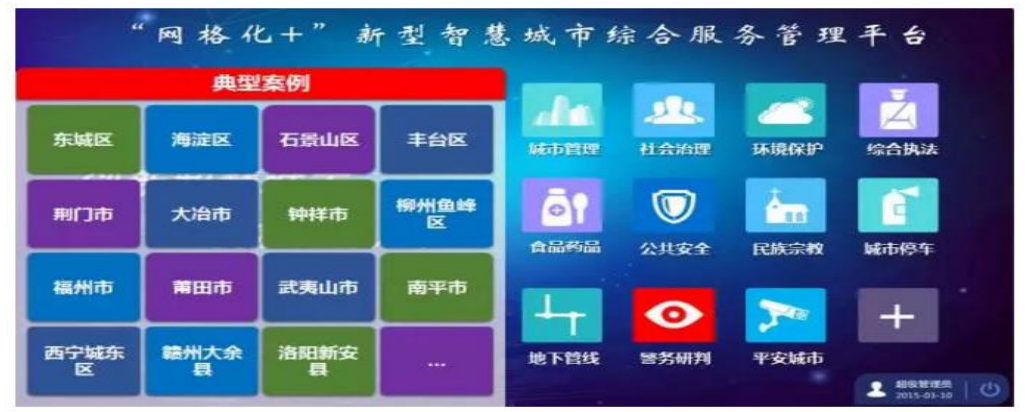 “网格化+”新型智慧城市综合服务管理平台
典型案例
东城区
海淀区
石景山区
丰台区
荆门市
大冶市
钟祥市
柳州鱼峰
区
福州市
莆田市
武夷山市
南平市
西宁城东
区
赣州大余
县
洛阳新安
县
...
城市管理
社会治理
环境保护
综合执法
食品药品
公共安全
民族宗教
城市停车
地下管线
警务研判
平安城市
超级管理员
2015-03-10